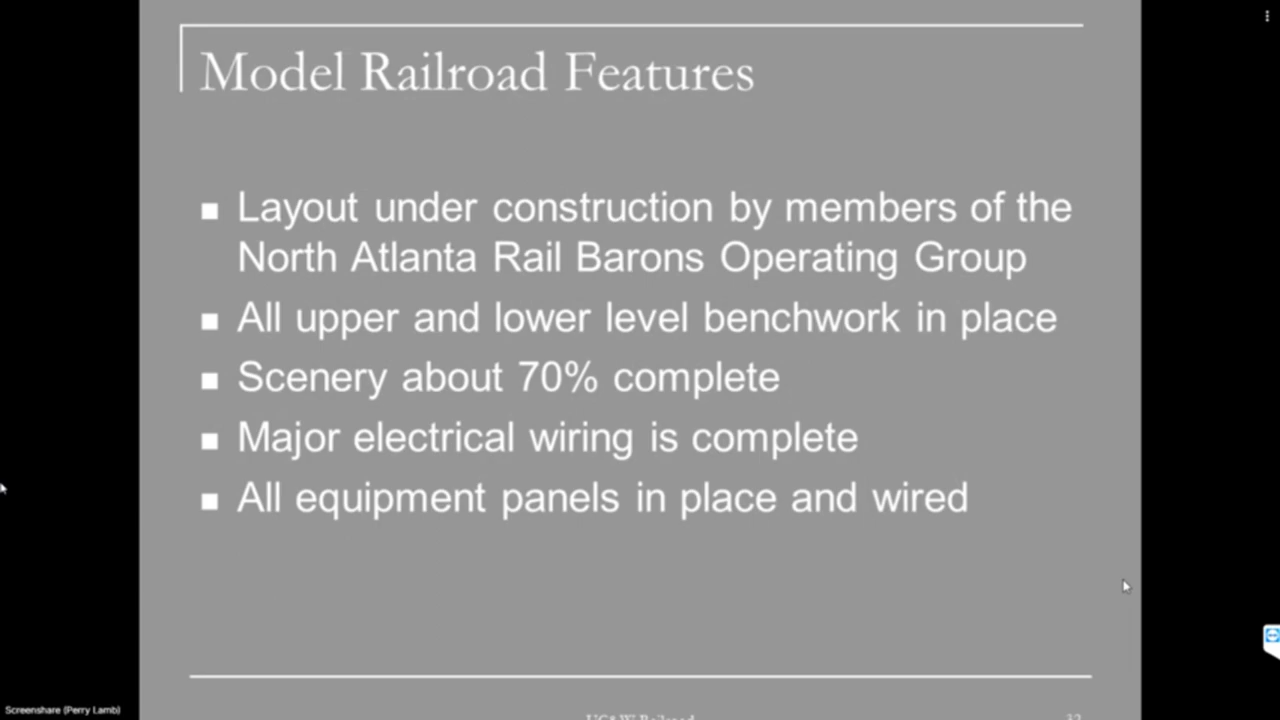 Model Railroad Features
■ Layout under construction by members of the
North Atlanta Rail Barons Operating Group
■ All upper and lower level benchwork in place
■ Scenery about 70% complete
■ Major electrical wiring is complete
■ All equipment panels in place and wired
Railroad
Screenshare (Perry Lamb)